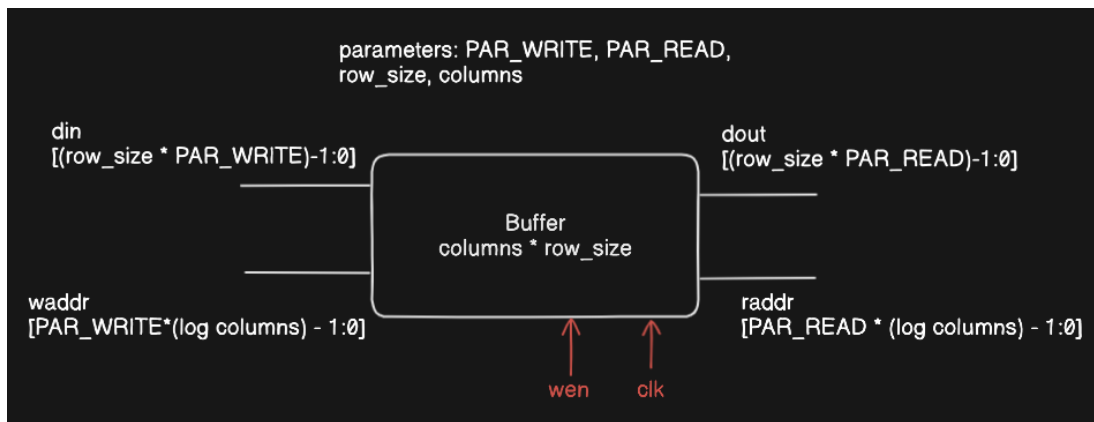 parameters: PAR_WRITE, PAR_READ,
row_size, columns
din
[(row_size * PAR_WRITE)-1:0]
dout
[(row_size * PAR_READ)-1:0]
Buffer
columns * row_size
waddr
[PAR_WRITE*(log columns) - 1:0]
raddr
[PAR_READ * (log columns) - 1:0]
wen
clk